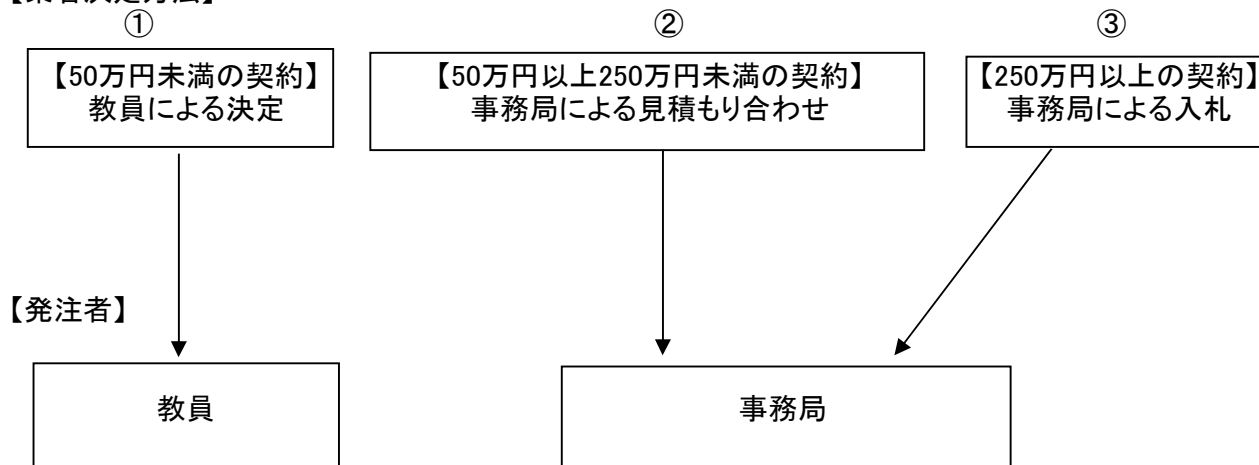 ① ② ③
【50万円未満の契約】
教員による決定
【50万円以上250万円未満の契約】
事務局による見積もり合わせ
【250万円以上の契約】
事務局による入札
【発注者】
教員
事務局